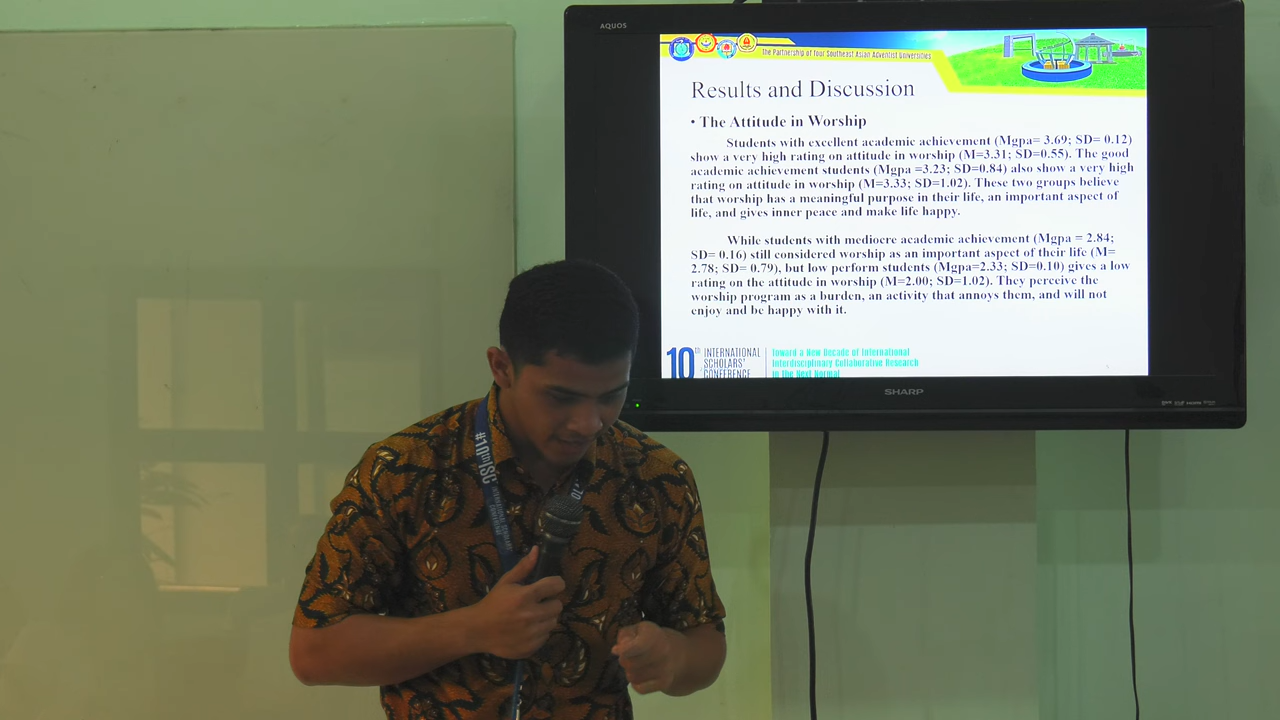 AQUOS
The Partnership of Four Southeast Asian Adventist Universities
Results and Discussion
• The Attitude in Worship
Students with excellent academic achievement (Mgpa= 3.69; SD= 0.12)
show a very high rating on attitude in worship (M=3.31; SD=0.55). The good
academic achievement students (Mgpa =3.23; SD=0.84) also show a very high
rating on attitude in worship (M=3.33; SD=1.02). These two groups believe
that worship has a meaningful purpose in their life, an important aspect of
life, and gives inner peace and make life happy.
While students with mediocre academic achievement (Mgpa = 2.84;
SD= 0.16) still considered worship as an important aspect of their life (M=
2.78; SD= 0.79), but low perform students (Mgpa=2.33; SD=0.10) gives a low
rating on the attitude in worship (M=2.00; SD=1.02). They perceive the
worship program as a burden, an activity that annoys them, and will not
enjoy and be happy with it.
10TH INTERNATIONAL
SCHOLARS'
CONFERENCE
Toward a New Decade of International
Interdisciplinary Collaborative Research
in the Next Normal
SHARP
#10thISC
INTERNATIONAL SCHOLARS'
CONFERENCE